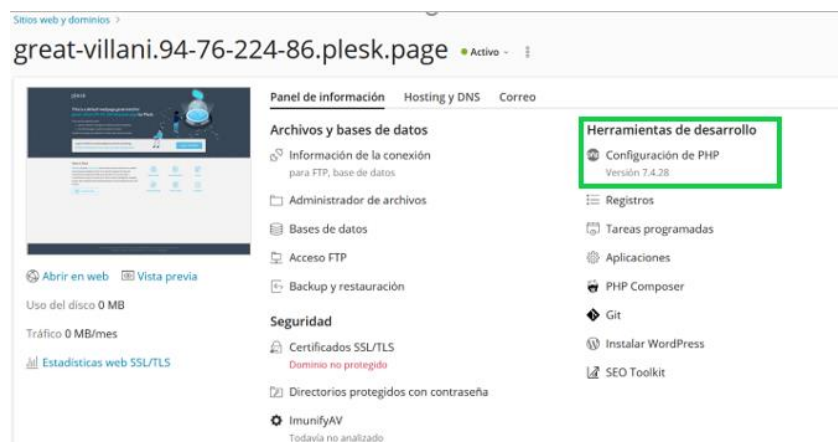 Sitios web y dominios >
great-villani.94-76-224-86.plesk.page Activo
Panel de información Hosting y DNS Correo
Archivos y bases de datos
Información de la conexión
para FTP, base de datos
Administrador de archivos
Bases de datos
Acceso FTP
Backup y restauración
Seguridad
Certificados SSL/TLS
Dominio no protegido
Directorios protegidos con contraseña
ImunifyAV
Todavía no analizado
Herramientas de desarrollo
Configuración de PHP
Versión 7.4.28
Registros
Tareas programadas
Aplicaciones
PHP Composer
Git
Instalar WordPress
SEO Toolkit
Abrir en web Vista previa
Uso del disco 0 MB
Tráfico 0 MB/mes
Estadísticas web SSL/TLS